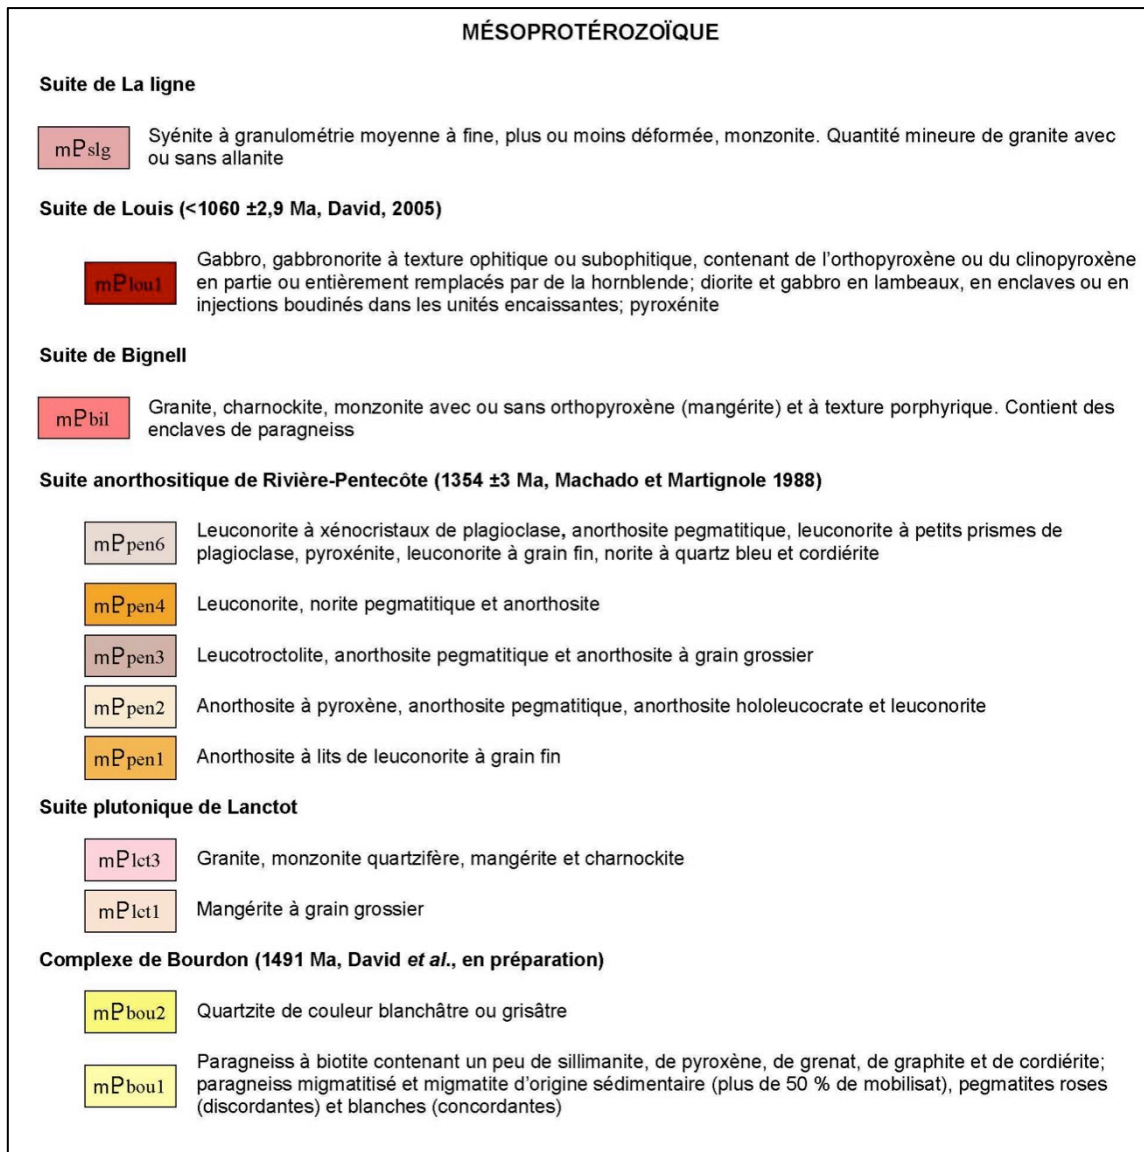 MÉSOPROTÉROZOÏQUE
Suite de La ligne
mPslg
Syénite à granulométrie moyenne à fine, plus ou moins déformée, monzonite. Quantité mineure de granite avec
ou sans allanite
Suite de Louis (<1060 ±2,9 Ma, David, 2005)
mPlou1
Gabbro, gabbronorite à texture ophitique ou subophitique, contenant de l'orthopyroxène ou du clinopyroxène
en partie ou entièrement remplacés par de la hornblende; diorite et gabbro en lambeaux, en enclaves ou en
injections boudinés dans les unités encaissantes; pyroxénite
Suite de Bignell
mPbil
Granite, charnockite, monzonite avec ou sans orthopyroxène (mangérite) et à texture porphyrique. Contient des
enclaves de paragneiss
Suite anorthositique de Rivière-Pentecôte (1354 ±3 Ma, Machado et Martignole 1988)
mPpen6
Leuconorite à xénocristaux de plagioclase, anorthosite pegmatitique, leuconorite à petits prismes de
plagioclase, pyroxénite, leuconorite à grain fin, norite à quartz bleu et cordiérite
mPpen4
Leuconorite, norite pegmatitique et anorthosite
mPpen3
Leucotroctolite, anorthosite pegmatitique et anorthosite à grain grossier
mPpen2
Anorthosite à pyroxène, anorthosite pegmatitique, anorthosite hololeucocrate et leuconorite
mPpen1
Anorthosite à lits de leuconorite à grain fin
Suite plutonique de Lanctot
mPlct3
Granite, monzonite quartzifère, mangérite et charnockite
mPlct1
Mangérite à grain grossier
Complexe de Bourdon (1491 Ma, David et al., en préparation)
mPbou2
Quartzite de couleur blanchâtre ou grisâtre
mPbou1
Paragneiss à biotite contenant un peu de sillimanite, de pyroxène, de grenat, de graphite et de cordiérite;
paragneiss migmatitisé et migmatite d'origine sédimentaire (plus de 50 % de mobilisat), pegmatites roses
(discordantes) et blanches (concordantes)